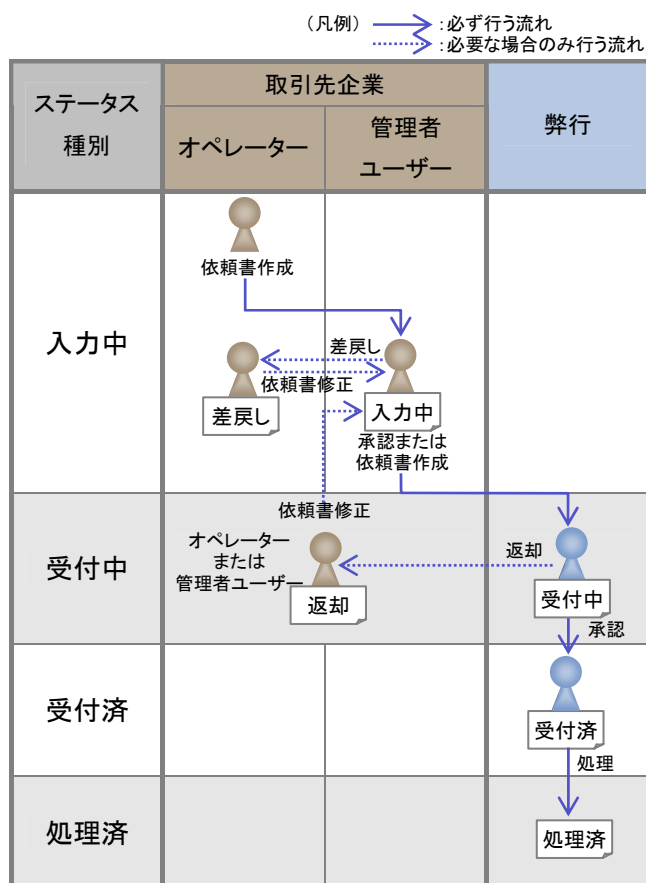 （凡例）
：必ず行う流れ
：必要な場合のみ行う流れ
ステータス
種別
取引先企業
オペレーター
管理者
ユーザー
弊行
入力中
依頼書作成
差戻し
依頼書修正
差戻し
入力中
承認または
依頼書作成
受付中
依頼書修正
オペレーター
または
管理者ユーザー
返却
返却
受付中
承認
受付済
受付済
処理
処理済
処理済